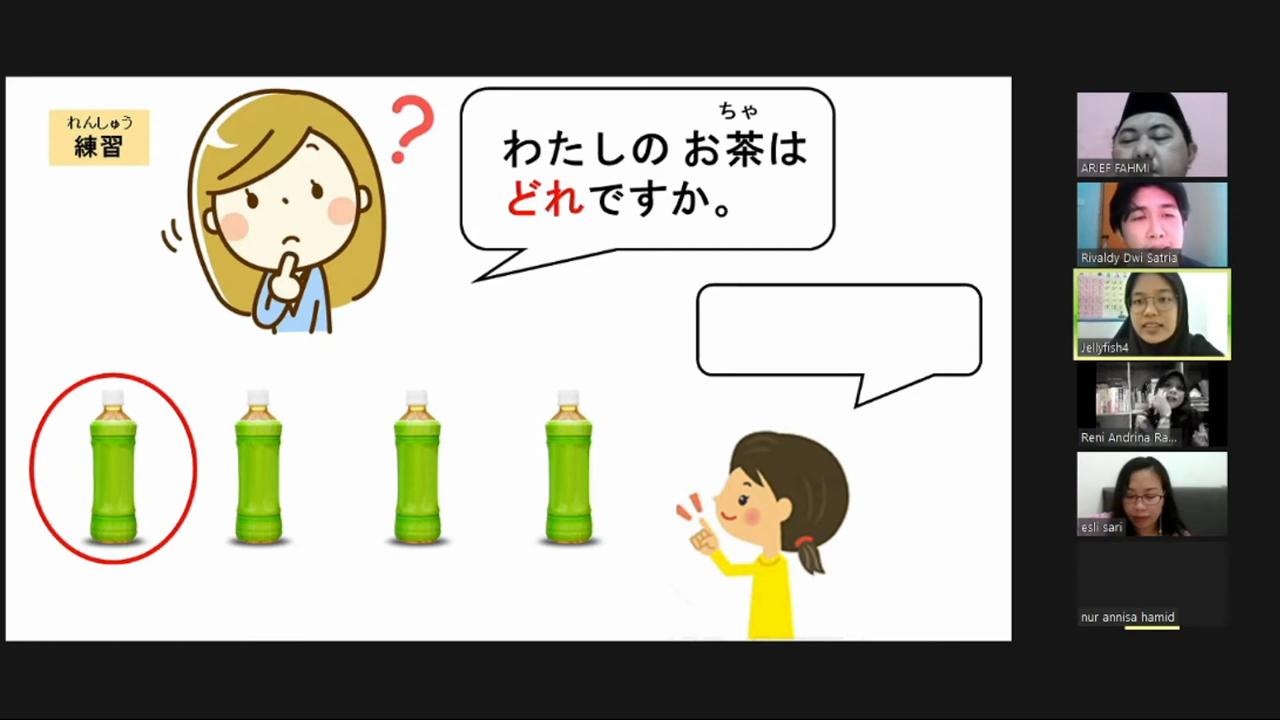 れんしゅう
練習
?
ちゃ
わたしの お茶は
どれですか。
ARIEF FAHMI
Rivaldy Dwi Satria
Jellyfish4
Reni Andrina Ra...
esli sari
nur annisa hamid